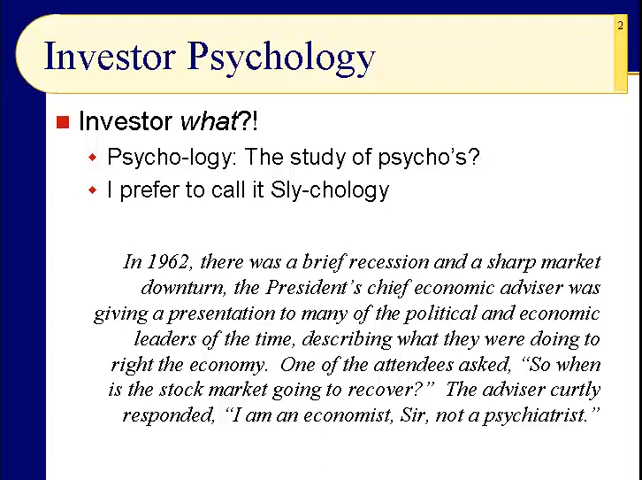 2
Investor Psychology
Investor what?!
Psycho-logy: The study of psycho's?
I prefer to call it Sly-chology
In 1962, there was a brief recession and a sharp market
downturn, the President's chief economic adviser was
giving a presentation to many of the political and economic
leaders of the time, describing what they were doing to
right the economy. One of the attendees asked, “So when
is the stock market going to recover?” The adviser curtly
responded, “I am an economist, Sir, not a psychiatrist.”